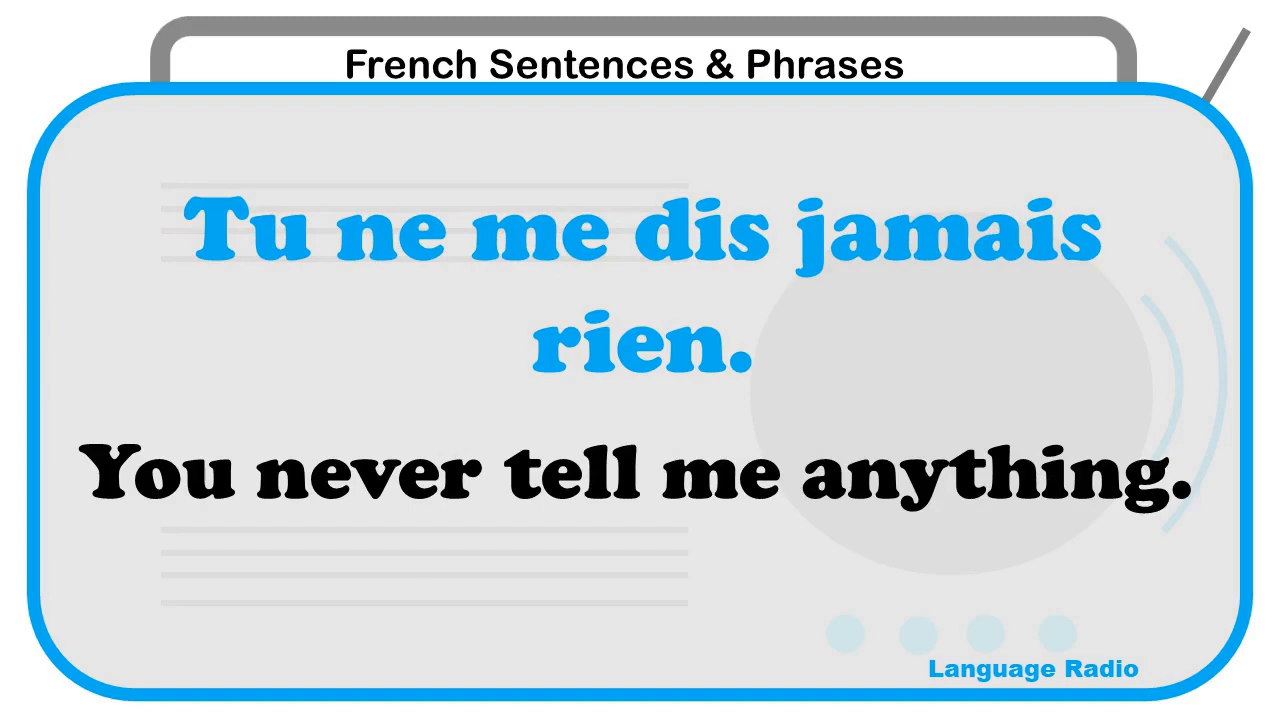 French Sentences & Phrases
Tu ne me dis jamais
rien.
You never tell me anything.
Language Radio